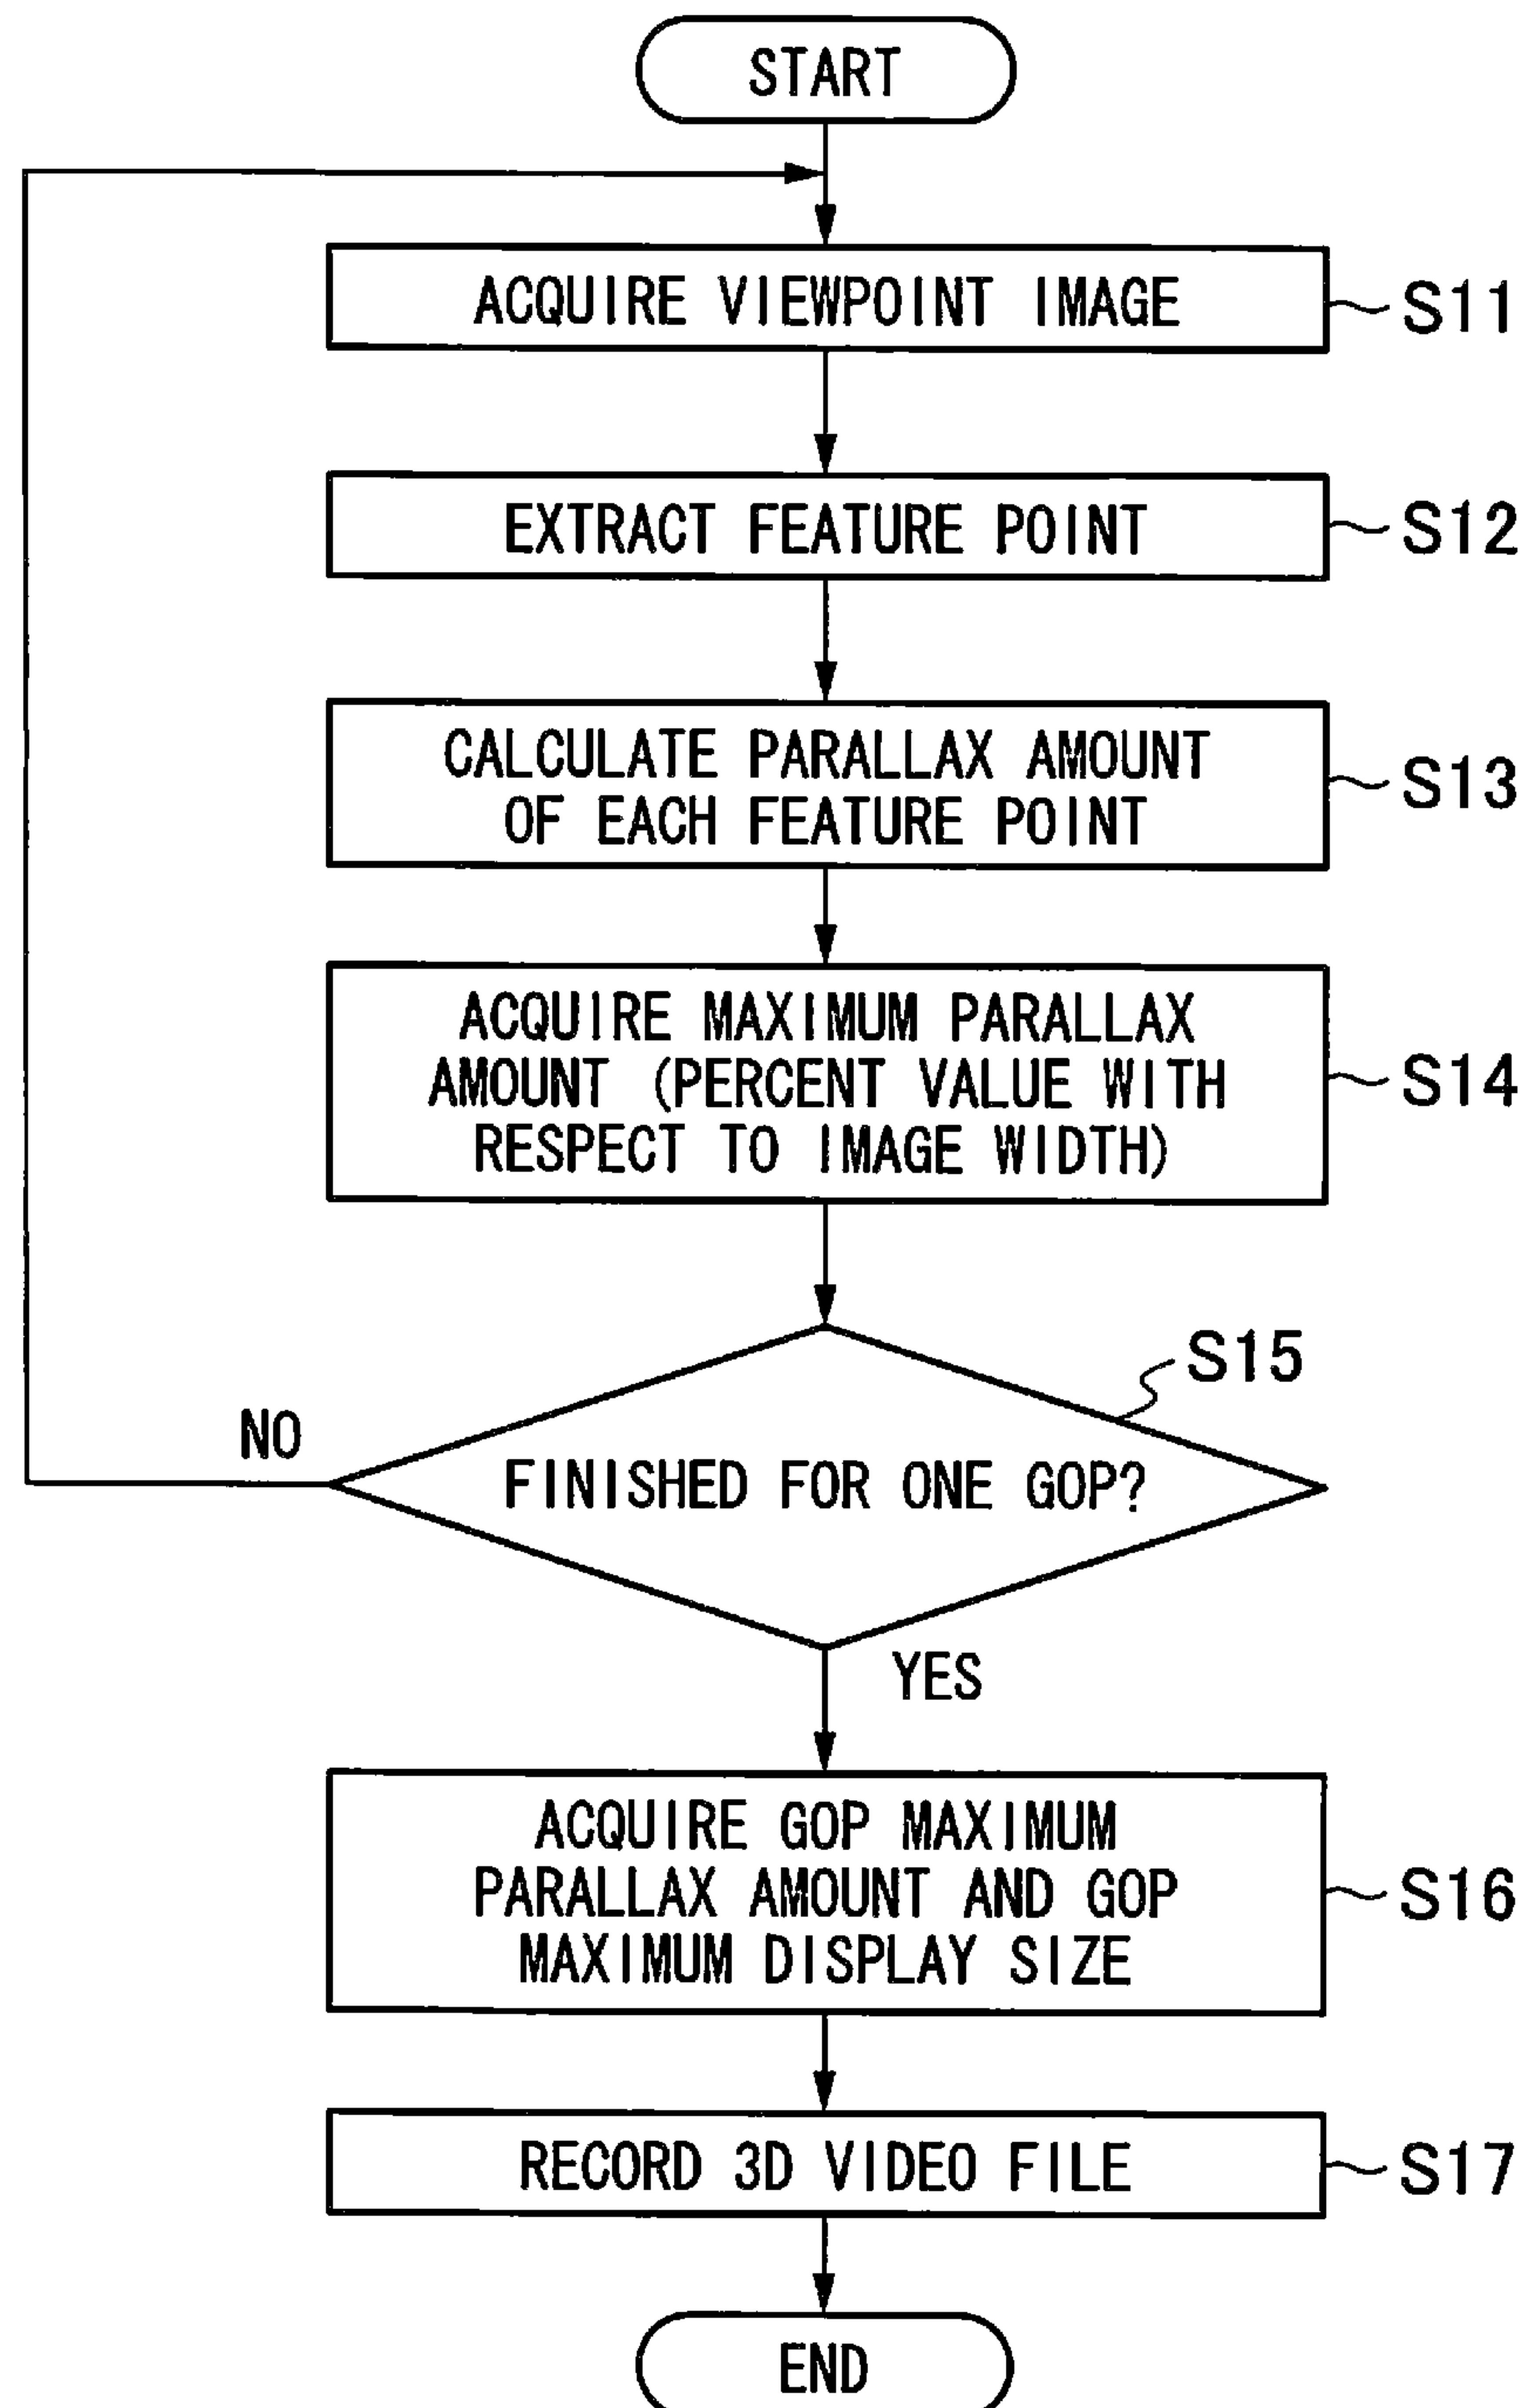 START
ACQUIRE VIEWPOINT IMAGE
S11
EXTRACT FEATURE POINT
S12
CALCULATE PARALLAX AMOUNT
OF EACH FEATURE POINT
S13
ACQUIRE MAXIMUM PARALLAX
AMOUNT (PERCENT VALUE WITH
RESPECT TO IMAGE WIDTH)
S14
S15
NO
FINISHED FOR ONE GOP?
YES
ACQUIRE GOP MAXIMUM
PARALLAX AMOUNT AND GOP
MAXIMUM DISPLAY SIZE
S16
RECORD 3D VIDEO FILE
S17
END